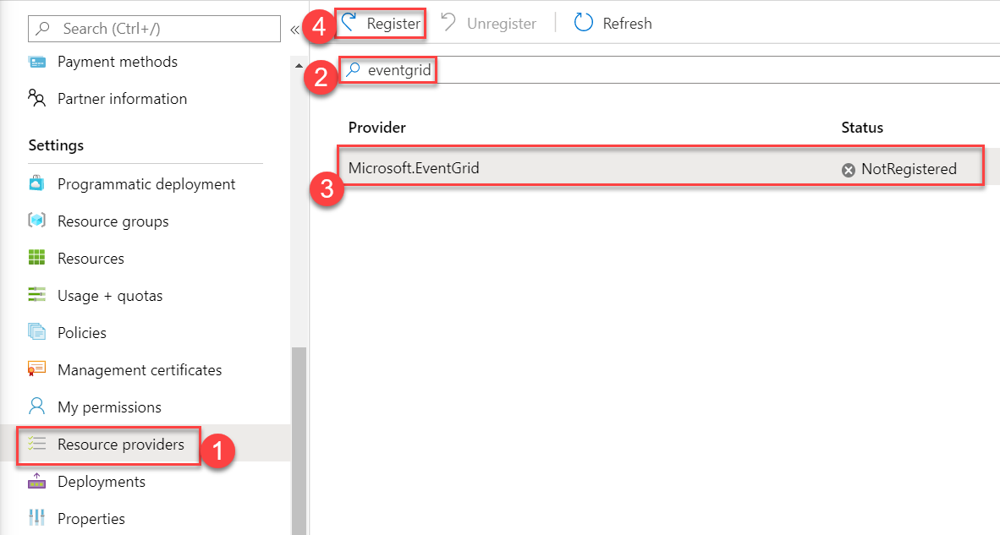 Search (Ctrl+/)
«
Payment methods
Partner information
Settings
Programmatic deployment
Resource groups
Resources
Usage + quotas
Policies
Management certificates
My permissions
Resource providers
1
Deployments
Properties
4
Register
Unregister
Refresh
2
eventgrid
Provider
Status
Microsoft.EventGrid
NotRegistered
3